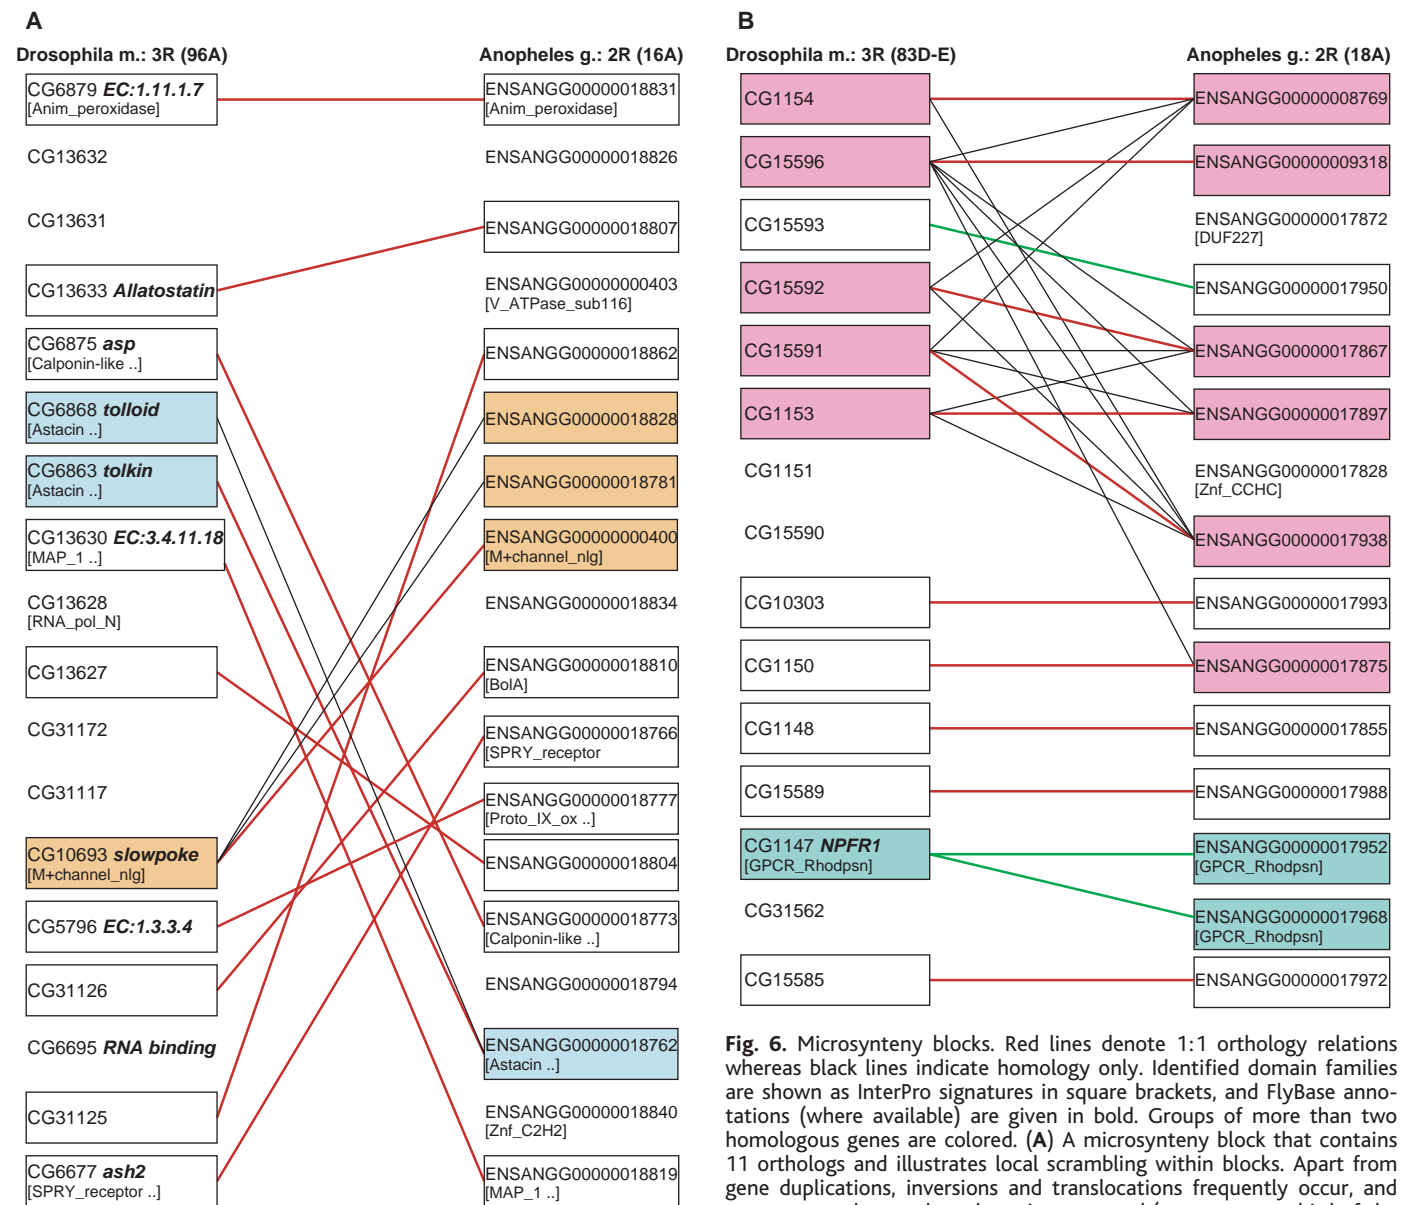 A
Drosophila m.: 3R (96A)
Anopheles g.: 2R (16A)
CG6879 EC:1.11.1.7
[Anim_peroxidase]
CG13632
CG13631
CG13633 Allatostatin
CG6875 asp
[Calponin-like ..]
CG6868 tolloid
[Astacin ..]
CG6863 tolkin
[Astacin ..]
CG13630 EC:3.4.11.18
[MAP_1 ..]
CG13628
[RNA_pol_N]
CG13627
CG31172
CG31117
CG10693 slowpoke
[M+channel_nlg]
CG5796 EC:1.3.3.4
CG31126
CG6695 RNA binding
CG31125
CG6677 ash2
[SPRY_receptor ..]
ENSANGG00000018831
[Anim_peroxidase]
ENSANGG00000018826
ENSANGG00000018807
ENSANGG00000000403
[V_ATPase_sub116]
ENSANGG00000018862
ENSANGG00000018828
ENSANGG00000018781
ENSANGG00000000400
[M+channel_nlg]
ENSANGG00000018834
ENSANGG00000018810
[BolA]
ENSANGG00000018766
[SPRY_receptor
ENSANGG00000018777
[Proto_IX_ox ..]
ENSANGG00000018804
ENSANGG00000018773
[Calponin-like ..]
ENSANGG00000018794
ENSANGG00000018762
[Astacin ..]
ENSANGG00000018840
[Znf_C2H2]
ENSANGG00000018819
[MAP_1 ..]
B
Drosophila m.: 3R (83D-E)
Anopheles g.: 2R (18A)
CG1154
CG15596
CG15593
CG15592
CG15591
CG1153
CG1151
CG15590
CG10303
CG1150
CG1148
CG15589
CG1147 NPFR1
[GPCR_Rhodpsn]
CG31562
CG15585
ENSANGG00000008769
ENSANGG00000009318
ENSANGG00000017872
[DUF227]
ENSANGG00000017950
ENSANGG00000017867
ENSANGG00000017897
ENSANGG00000017828
[Znf_CCHC]
ENSANGG00000017938
ENSANGG00000017993
ENSANGG00000017875
ENSANGG00000017855
ENSANGG00000017988
ENSANGG00000017952
[GPCR_Rhodpsn]
ENSANGG00000017968
[GPCR_Rhodpsn]
ENSANGG00000017972
Fig. 6. Microsynteny blocks. Red lines denote 1:1 orthology relations
whereas black lines indicate homology only. Identified domain families
are shown as InterPro signatures in square brackets, and FlyBase anno-
tations (where available) are given in bold. Groups of more than two
homologous genes are colored. (A) A microsynteny block that contains
11 orthologs and illustrates local scrambling within blocks. Apart from
gene duplications, inversions and translocations frequently occur, and